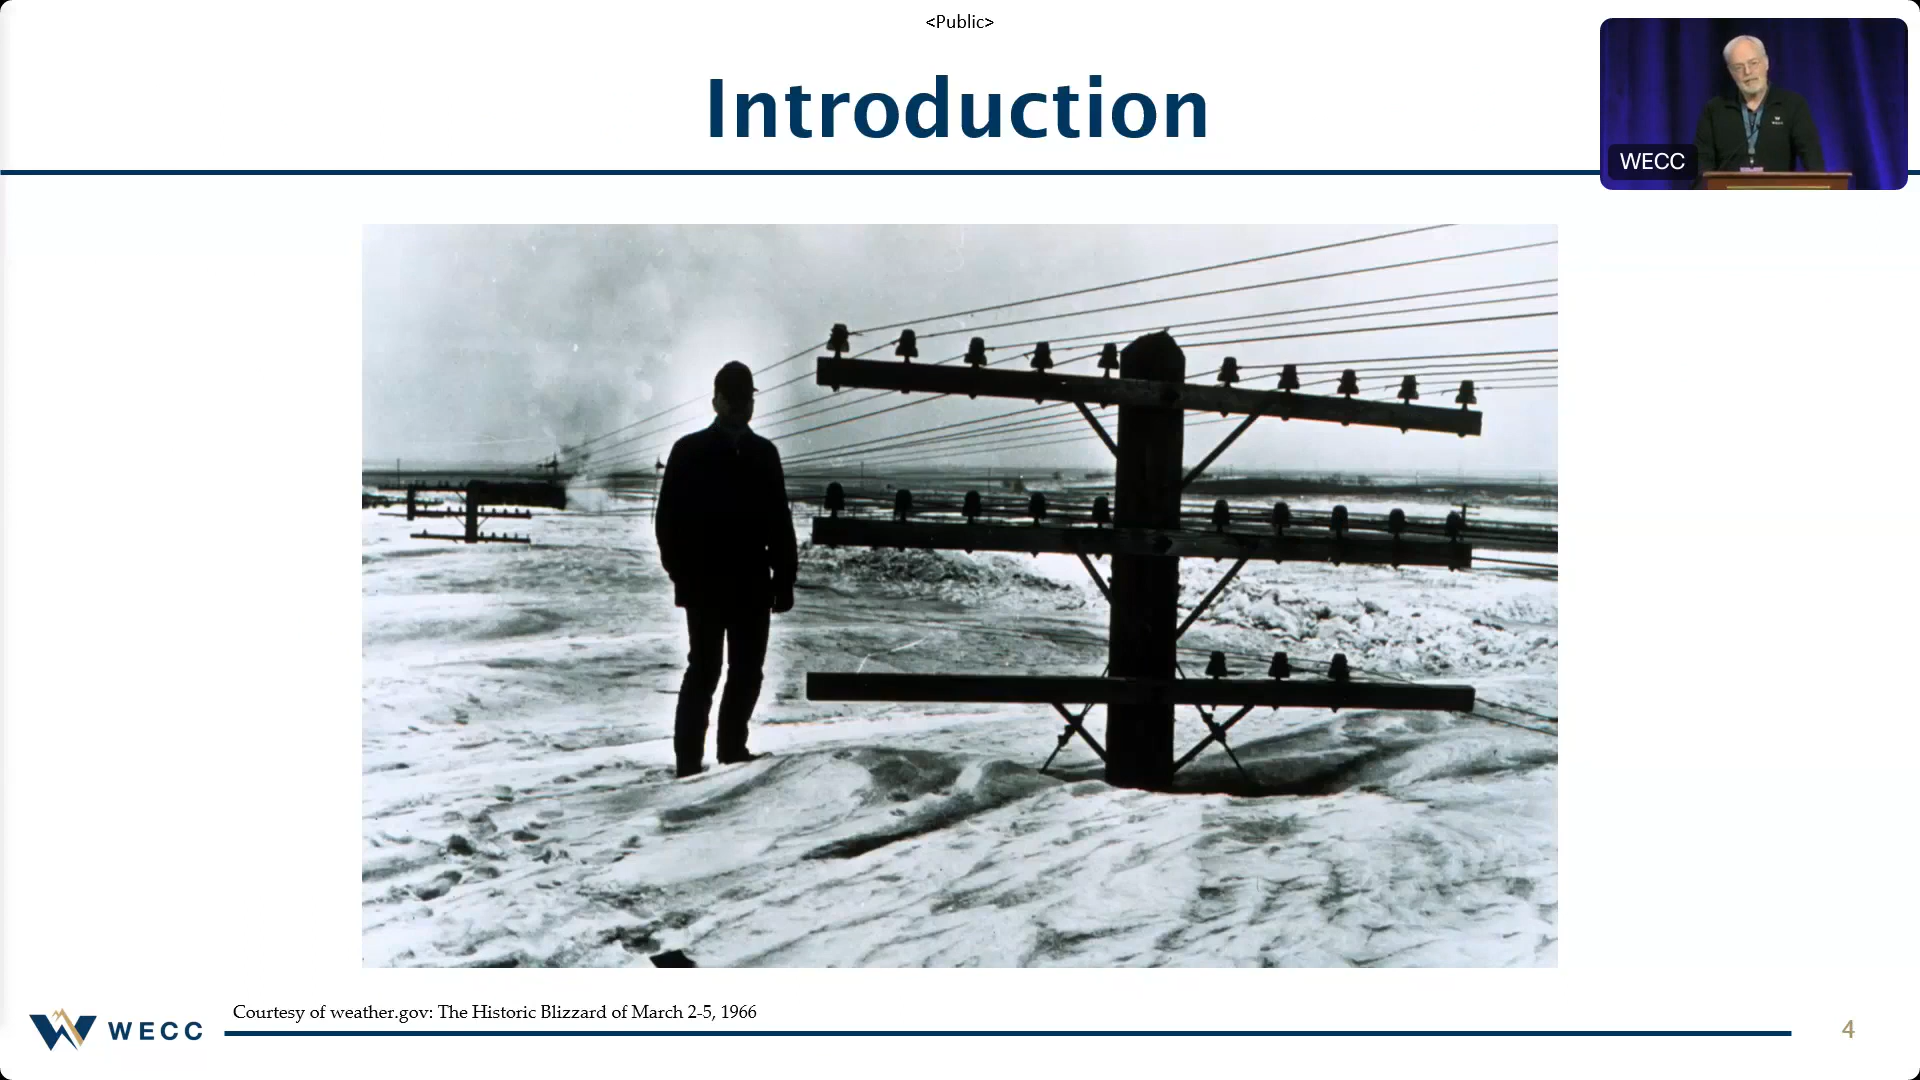 <Public>
Introduction
WECC
Courtesy of weather.gov: The Historic Blizzard of March 2-5, 1966
WECC
4